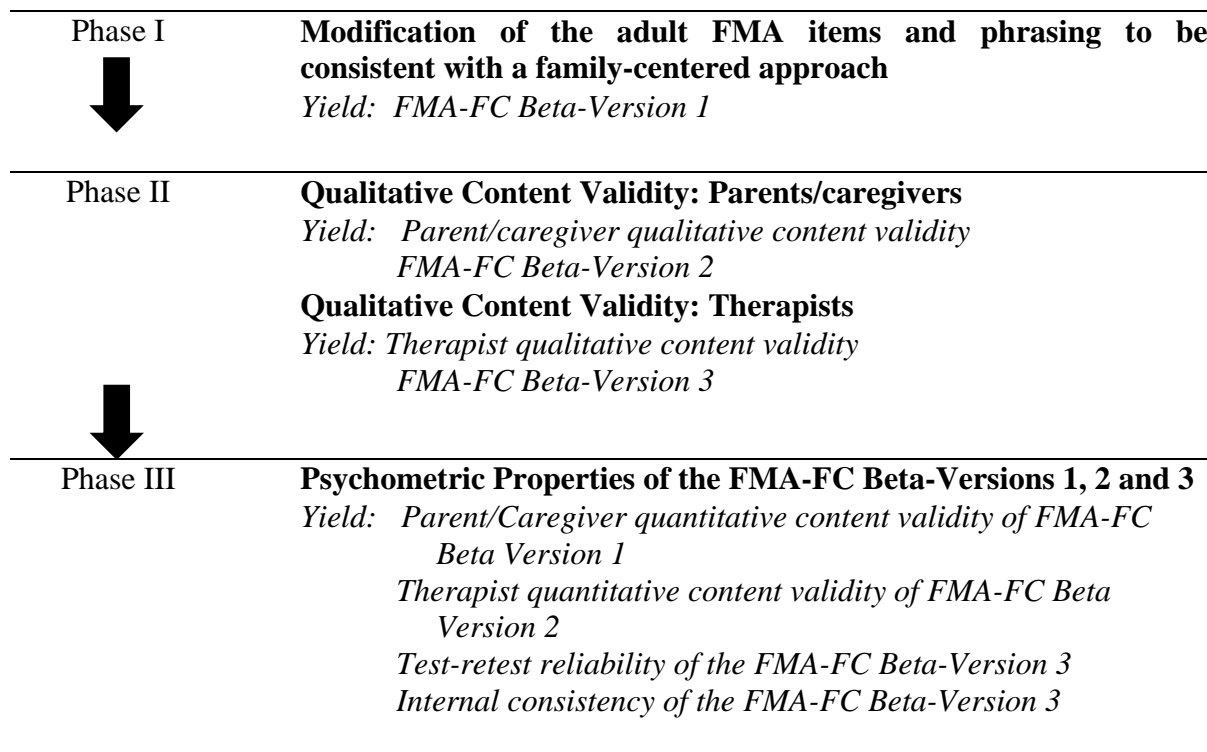 Phase I Modification of the adult FMA items and phrasing to be
consistent with a family-centered approach
Yield: FMA-FC Beta-Version 1
Phase II Qualitative Content Validity: Parents/caregivers
Yield: Parent/caregiver qualitative content validity
FMA-FC Beta-Version 2
Qualitative Content Validity: Therapists
Yield: Therapist qualitative content validity
FMA-FC Beta-Version 3
Phase III Psychometric Properties of the FMA-FC Beta-Versions 1, 2 and 3
Yield: Parent/Caregiver quantitative content validity of FMA-FC
Beta Version 1
Therapist quantitative content validity of FMA-FC Beta
Version 2
Test-retest reliability of the FMA-FC Beta-Version 3
Internal consistency of the FMA-FC Beta-Version 3